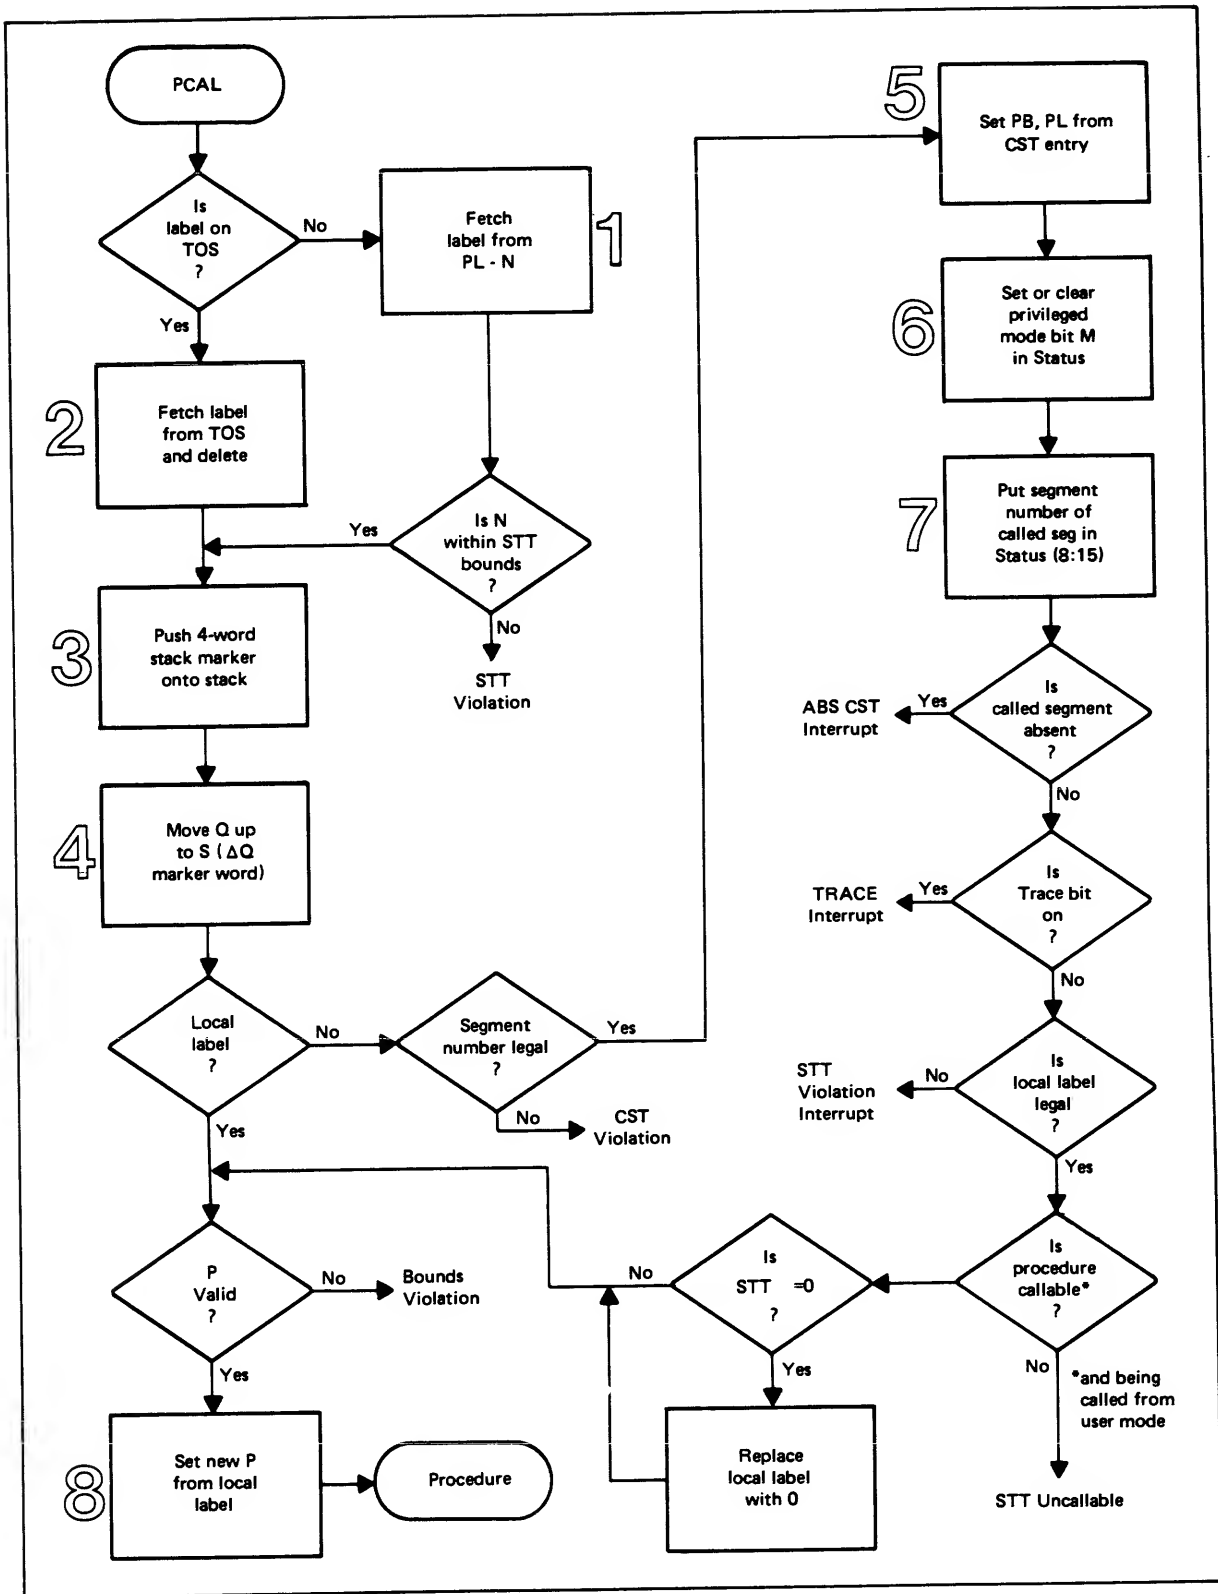 PCAL
Is
label on
TOS
?
No
Yes
Fetch
label from
PL - N
1
2
Fetch label
from TOS
and delete
Is N
within STT
bounds
?
Yes
No
STT
Violation
3
Push 4-word
stack marker
onto stack
4
Move Q up
to S (ΔQ
marker word)
Local
label
?
No
Yes
Segment
number legal
?
Yes
No
CST
Violation
5
Set PB, PL from
CST entry
6
Set or clear
privileged
mode bit M
in Status
7
Put segment
number of
called seg in
Status (8:15)
Is
called segment
absent
?
Yes
ABS CST
Interrupt
No
Is
Trace bit
on
?
Yes
TRACE
Interrupt
No
Is
local label
legal
?
No
STT
Violation
Interrupt
Yes
Is
procedure
callable*
?
No
*and being
called from
user mode
STT Uncallable
Is
STT =0
?
No
Yes
Replace
local label
with 0
P
Valid
?
No
Bounds
Violation
Yes
8
Set new P
from local
label
Procedure